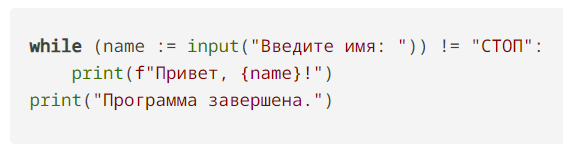 while (name := input("Введите имя: ")) != "СТОП":
    print(f"Привет, {name}!")
print("Программа завершена.")